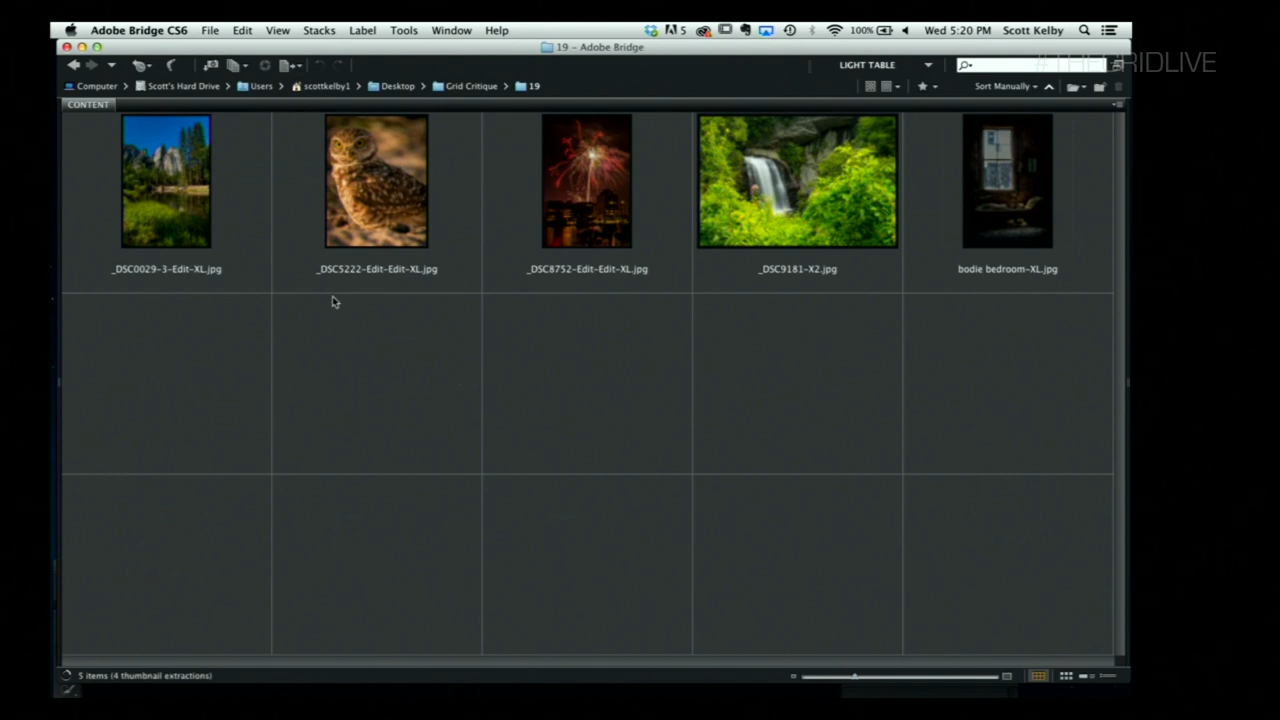 Adobe Bridge CS6 File Edit View Stacks Label Tools Window Help 5 100% Wed 5:20 PM Scott Kelby
19 – Adobe Bridge
LIGHT TABLE
#THEGRIDLIVE
Computer Scott's Hard Drive Users scottkelby1 Desktop Grid Critique 19 Sort Manually
CONTENT
_DSC0029-3-Edit-XL.jpg
_DSC5222-Edit-Edit-XL.jpg
_DSC8752-Edit-Edit-XL.jpg
_DSC9181-X2.jpg
bodie bedroom-XL.jpg
5 items (4 thumbnail extractions)